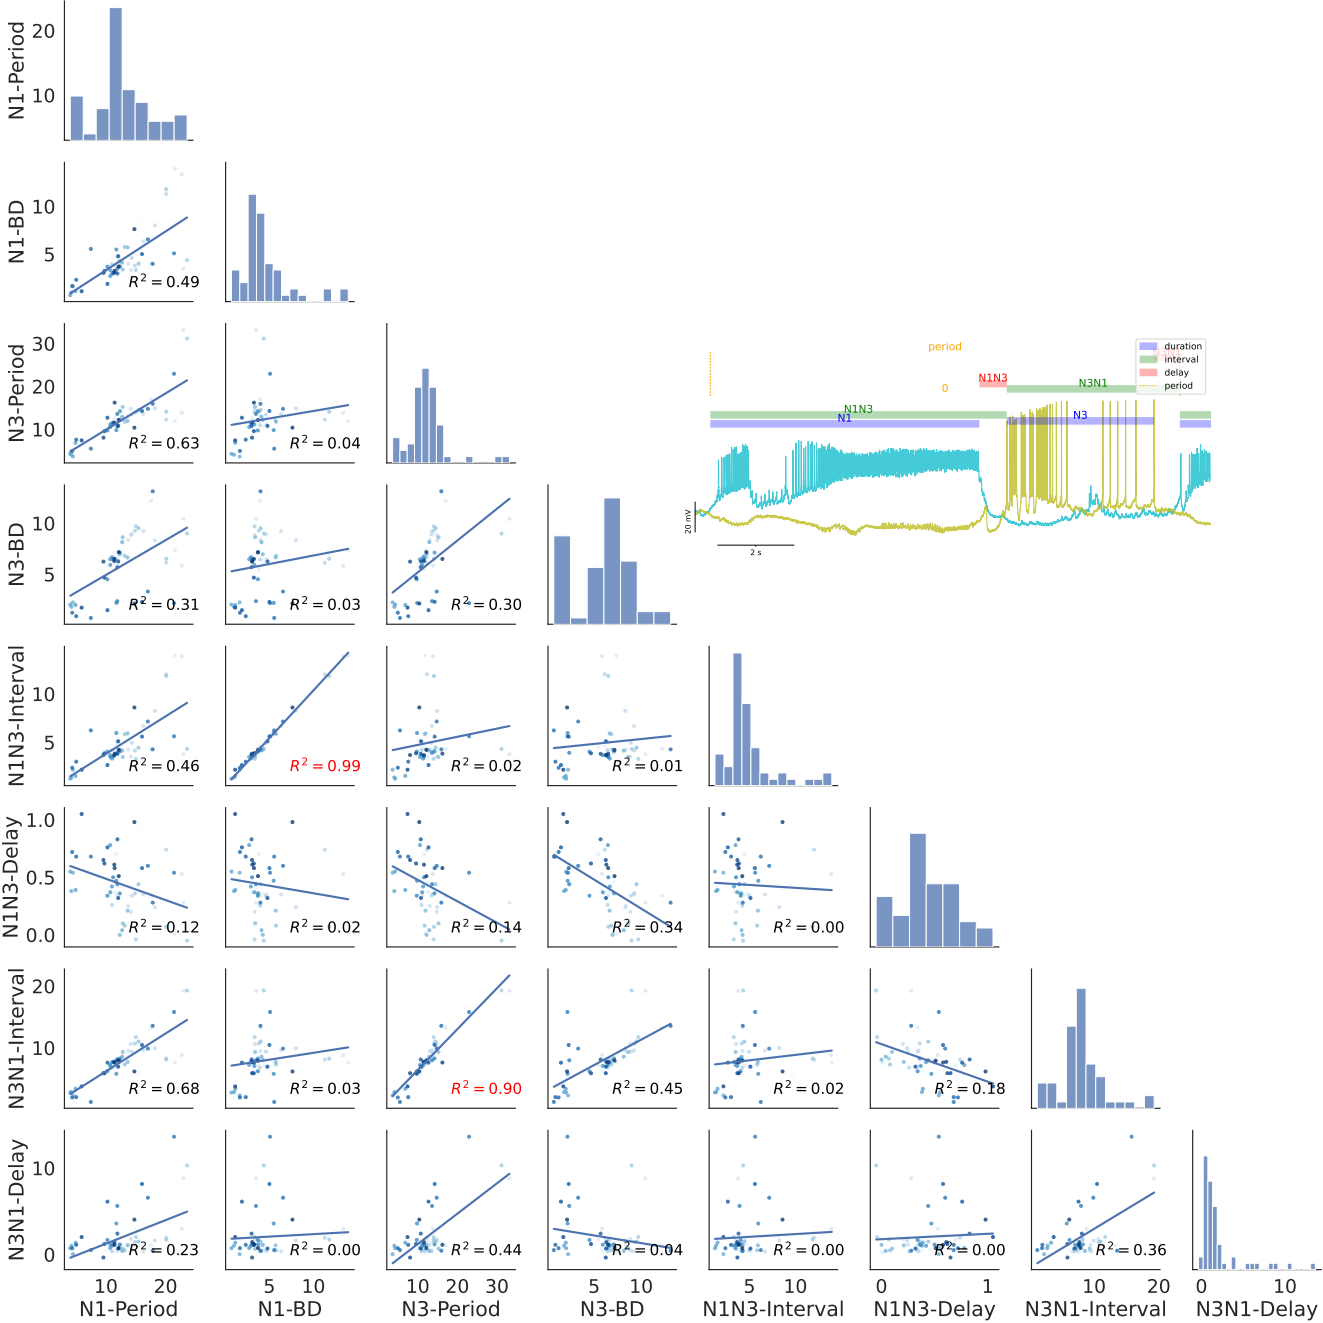 20
10
N1-Period
10
5
N1-BD
R² = 0.49
30
20
10
N3-Period
R² = 0.63
R² = 0.04
period
0
N1N3
N3N1
N1N3
N1
N3
duration
interval
delay
period
20 mV
2 s
10
5
N3-BD
R² = 0.31
R² = 0.03
R² = 0.30
10
5
N1N3-Interval
R² = 0.46
R² = 0.99
R² = 0.02
R² = 0.01
1.0
0.5
0.0
N1N3-Delay
R² = 0.12
R² = 0.02
R² = 0.14
R² = 0.34
R² = 0.00
20
10
N3N1-Interval
R² = 0.68
R² = 0.03
R² = 0.90
R² = 0.45
R² = 0.02
R² = 0.18
10
0
N3N1-Delay
R² = 0.23
R² = 0.00
R² = 0.44
R² = 0.04
R² = 0.00
R² = 0.00
R² = 0.36
10 20 5 10 10 20 30 5 10 5 10 0 1 10 20 0 10
N1-Period N1-BD N3-Period N3-BD N1N3-Interval N1N3-Delay N3N1-Interval N3N1-Delay